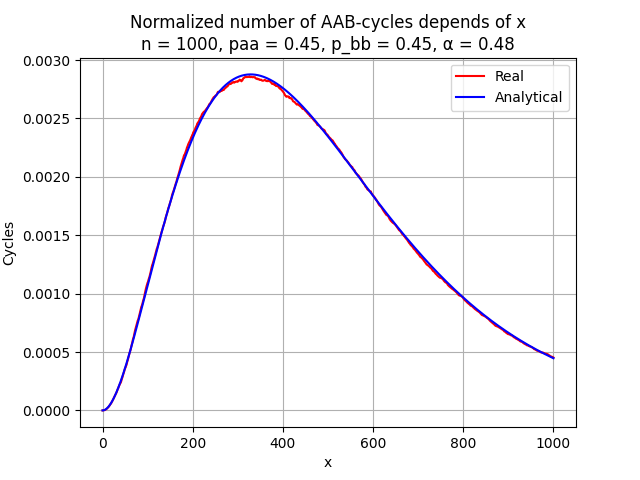 Normalized number of AAB-cycles depends of x
n = 1000, paa = 0.45, p_bb = 0.45, α = 0.48
Real
Analytical
Cycles
0.0030
0.0025
0.0020
0.0015
0.0010
0.0005
0.0000
0 200 400 600 800 1000
x